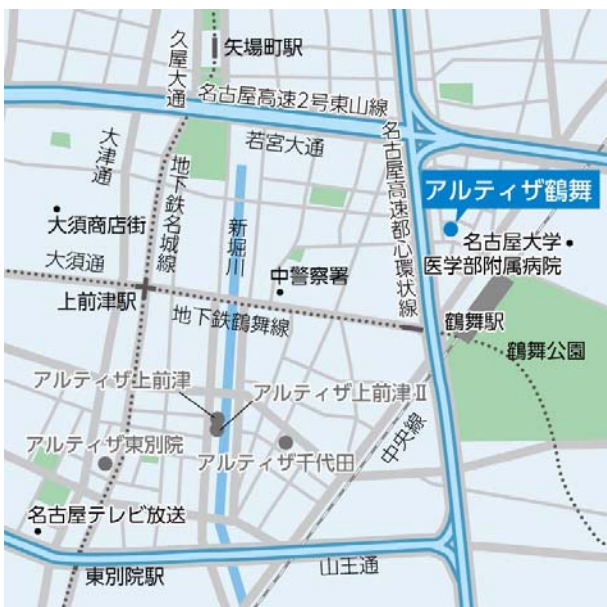 矢場町駅
久屋大通
名古屋高速2号東山線
若宮大通
大津通
地下鉄名城線
名古屋高速都心環状線
アルティザ鶴舞
大須商店街
新堀川
名古屋大学
医学部附属病院
大須通
中警察署
上前津駅
地下鉄鶴舞線
鶴舞駅
鶴舞公園
アルティザ上前津
アルティザ上前津Ⅱ
アルティザ東別院
アルティザ千代田
中央線
名古屋テレビ放送
東別院駅
山王通